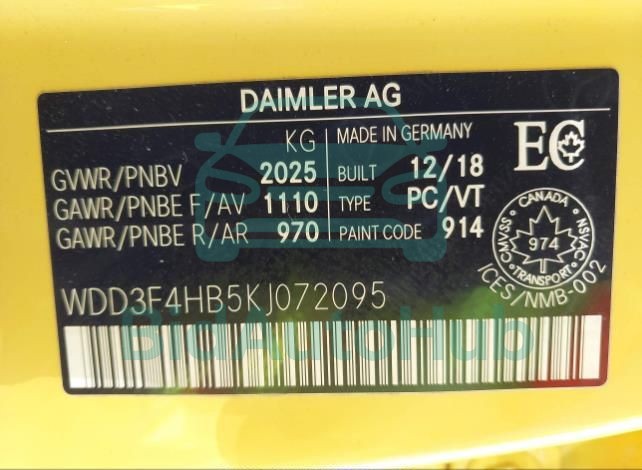 DAIMLER AG
KG
GVWR/PNBV 2025
GAWR/PNBE F/AV 1110
GAWR/PNBE R/AR 970
MADE IN GERMANY
BUILT 12/18
TYPE PC/VT
PAINT CODE 914
EC
CANADA
CMVSS NSVAC
974
TRANSPORT
ICES/NMB-002
WDD3F4HB5KJ072095
BidAutoHub